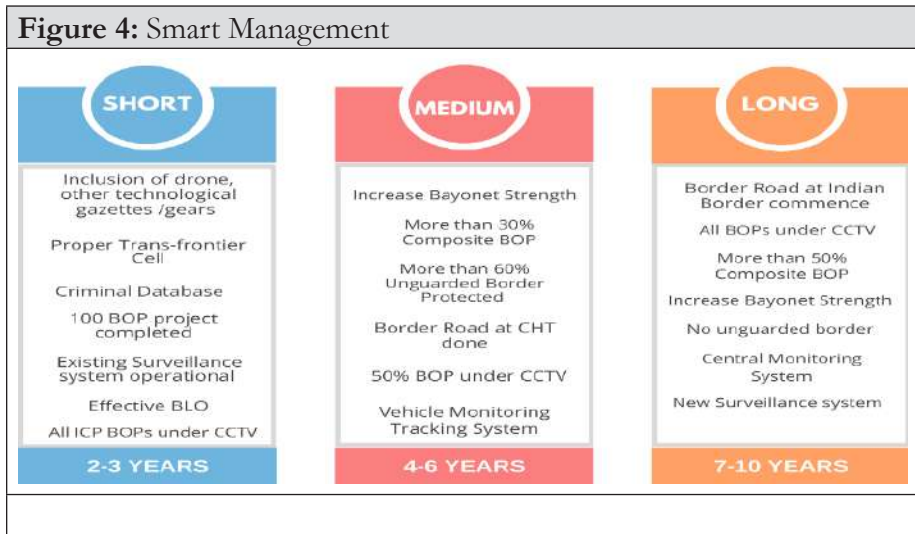 Figure 4: Smart Management
SHORT
Inclusion of drone,
other technological
gazettes /gears
Proper Trans-frontier
Cell
Criminal Database
100 BOP project
completed
Existing Surveillance
system operational
Effective BLO
All ICP BOPs under CCTV
2-3 YEARS
MEDIUM
Increase Bayonet Strength
More than 30%
Composite BOP
More than 60%
Unguarded Border
Protected
Border Road at CHT
done
50% BOP under CCTV
Vehicle Monitoring
Tracking System
4-6 YEARS
LONG
Border Road at Indian
Border commence
All BOPs under CCTV
More than 50%
Composite BOP
Increase Bayonet Strength
No unguarded border
Central Monitoring
System
New Surveillance system
7-10 YEARS